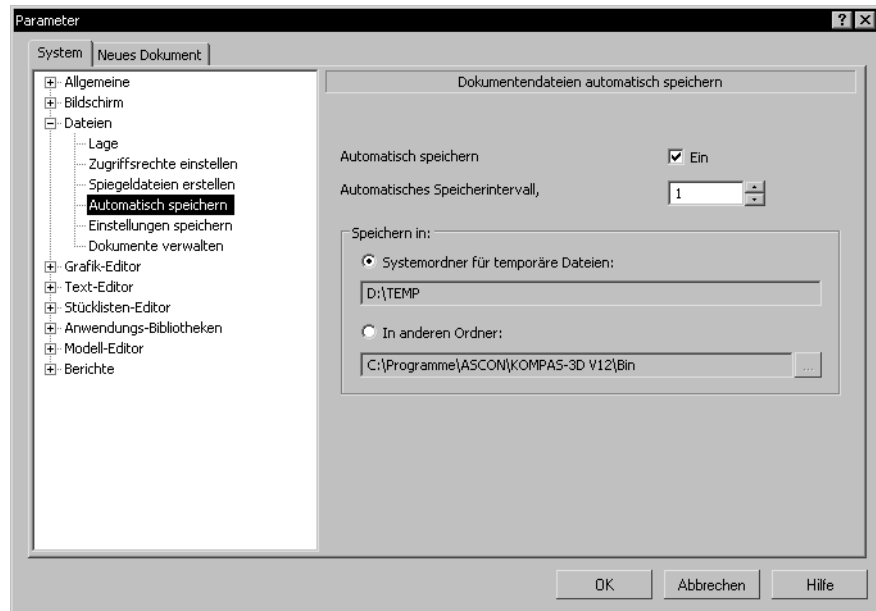 Parameter
System
Neues Dokument
Allgemeine
Bildschirm
Dateien
Lage
Zugriffsrechte einstellen
Spiegeldateien erstellen
Automatisch speichern
Einstellungen speichern
Dokumente verwalten
Grafik-Editor
Text-Editor
Stücklisten-Editor
Anwendungs-Bibliotheken
Modell-Editor
Berichte
Dokumentendateien automatisch speichern
Automatisch speichern
Ein
Automatisches Speicherintervall,
1
Speichern in:
Systemordner für temporäre Dateien:
D:\TEMP
In anderen Ordner:
C:\Programme\ASCON\KOMPAS-3D V12\Bin
...
OK
Abbrechen
Hilfe